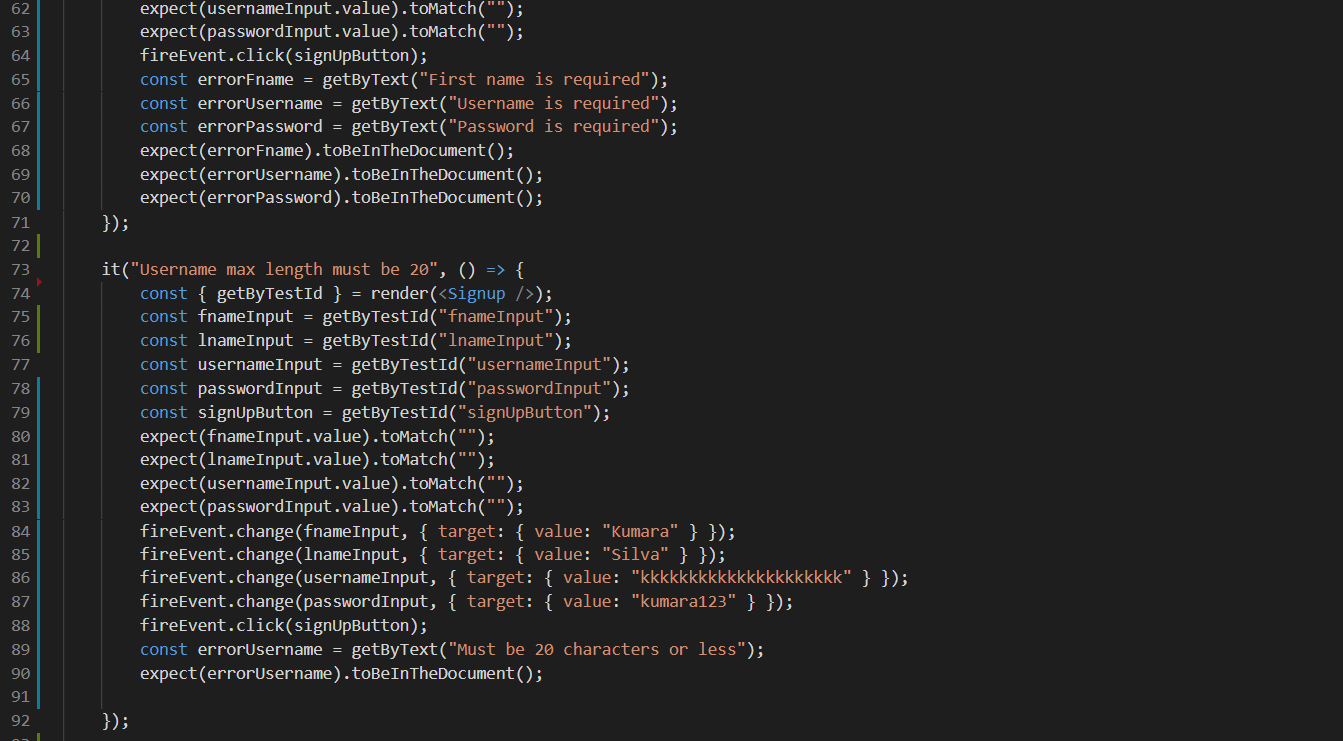 62 expect(usernameInput.value).toMatch("");
63 expect(passwordInput.value).toMatch("");
64 fireEvent.click(signUpButton);
65 const errorFname = getByText("First name is required");
66 const errorUsername = getByText("Username is required");
67 const errorPassword = getByText("Password is required");
68 expect(errorFname).toBeInTheDocument();
69 expect(errorUsername).toBeInTheDocument();
70 expect(errorPassword).toBeInTheDocument();
71 });
72
73 it("Username max length must be 20", () => {
74 const { getByTestId } = render(<Signup />);
75 const fnameInput = getByTestId("fnameInput");
76 const lnameInput = getByTestId("lnameInput");
77 const usernameInput = getByTestId("usernameInput");
78 const passwordInput = getByTestId("passwordInput");
79 const signUpButton = getByTestId("signUpButton");
80 expect(fnameInput.value).toMatch("");
81 expect(lnameInput.value).toMatch("");
82 expect(usernameInput.value).toMatch("");
83 expect(passwordInput.value).toMatch("");
84 fireEvent.change(fnameInput, { target: { value: "Kumara" } });
85 fireEvent.change(lnameInput, { target: { value: "Silva" } });
86 fireEvent.change(usernameInput, { target: { value: "kkkkkkkkkkkkkkkkkkkkk" } });
87 fireEvent.change(passwordInput, { target: { value: "kumara123" } });
88 fireEvent.click(signUpButton);
89 const errorUsername = getByText("Must be 20 characters or less");
90 expect(errorUsername).toBeInTheDocument();
91
92 });